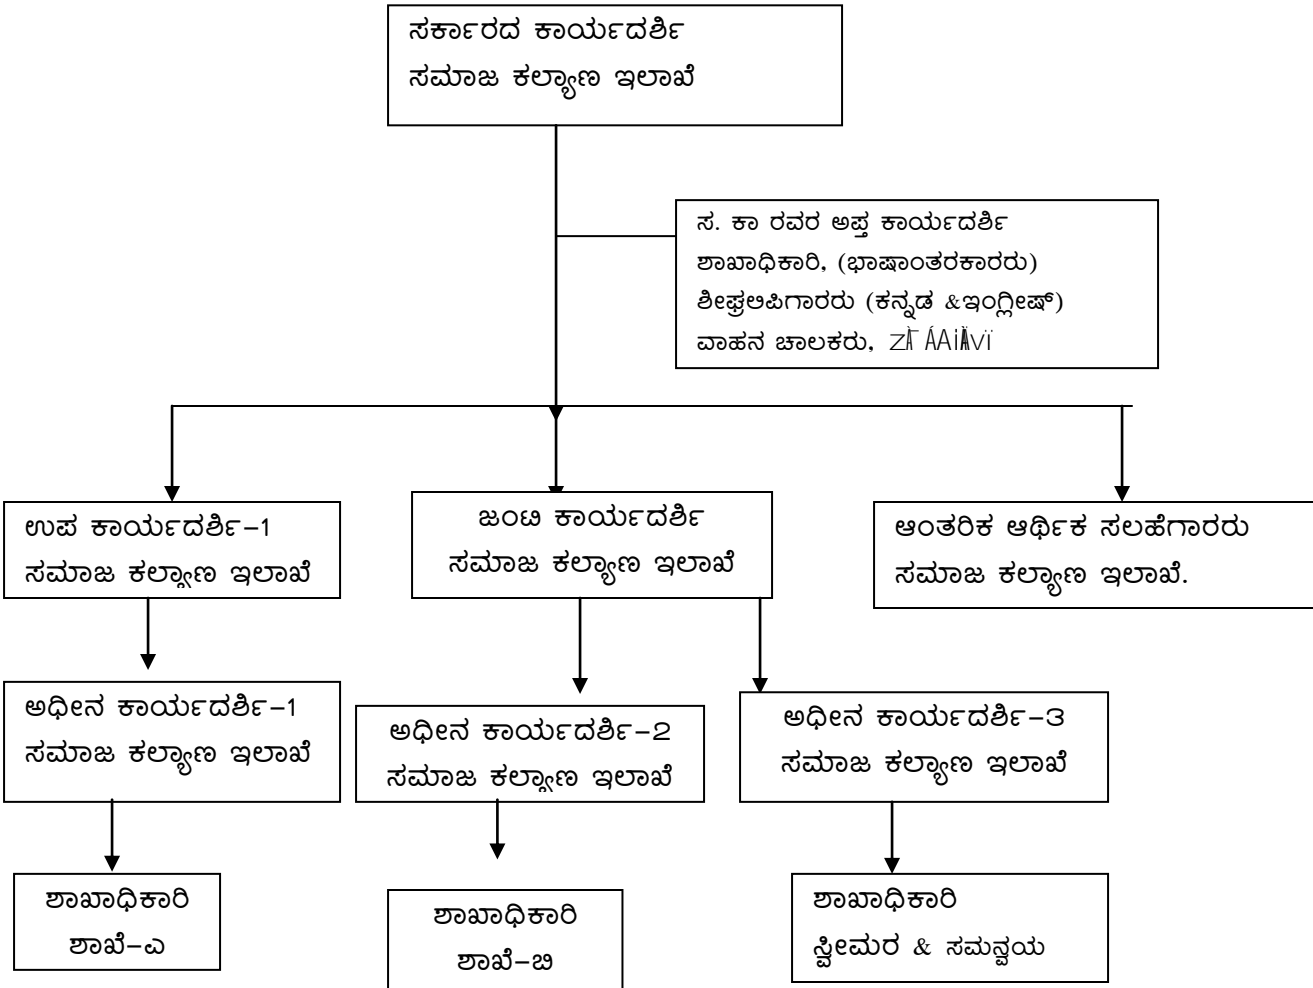 ಸರ್ಕಾರದ ಕಾರ್ಯದರ್ಶಿ
ಸಮಾಜ ಕಲ್ಯಾಣ ಇಲಾಖೆ
ಸ. ಕಾ ರವರ ಅಪ್ತ ಕಾರ್ಯದರ್ಶಿ
ಶಾಖಾಧಿಕಾರಿ, (ಭಾಷಾಂತರಕಾರರು)
ಶೀಘ್ರಲಿಪಿಗಾರರು (ಕನ್ನಡ &ಇಂಗ್ಲೀಷ್)
ವಾಹನ ಚಾಲಕರು,
ಉಪ ಕಾರ್ಯದರ್ಶಿ-1
ಸಮಾಜ ಕಲ್ಯಾಣ ಇಲಾಖೆ
ಜಂಟಿ ಕಾರ್ಯದರ್ಶಿ
ಸಮಾಜ ಕಲ್ಯಾಣ ಇಲಾಖೆ
ಆಂತರಿಕ ಆರ್ಥಿಕ ಸಲಹೆಗಾರರು
ಸಮಾಜ ಕಲ್ಯಾಣ ಇಲಾಖೆ.
ಅಧೀನ ಕಾರ್ಯದರ್ಶಿ-1
ಸಮಾಜ ಕಲ್ಯಾಣ ಇಲಾಖೆ
ಅಧೀನ ಕಾರ್ಯದರ್ಶಿ-2
ಸಮಾಜ ಕಲ್ಯಾಣ ಇಲಾಖೆ
ಅಧೀನ ಕಾರ್ಯದರ್ಶಿ-3
ಸಮಾಜ ಕಲ್ಯಾಣ ಇಲಾಖೆ
ಶಾಖಾಧಿಕಾರಿ
ಶಾಖೆ-ಎ
ಶಾಖಾಧಿಕಾರಿ
ಶಾಖೆ-ಬಿ
ಶಾಖಾಧಿಕಾರಿ
ಸ್ವೀಮರ & ಸಮನ್ವಯ